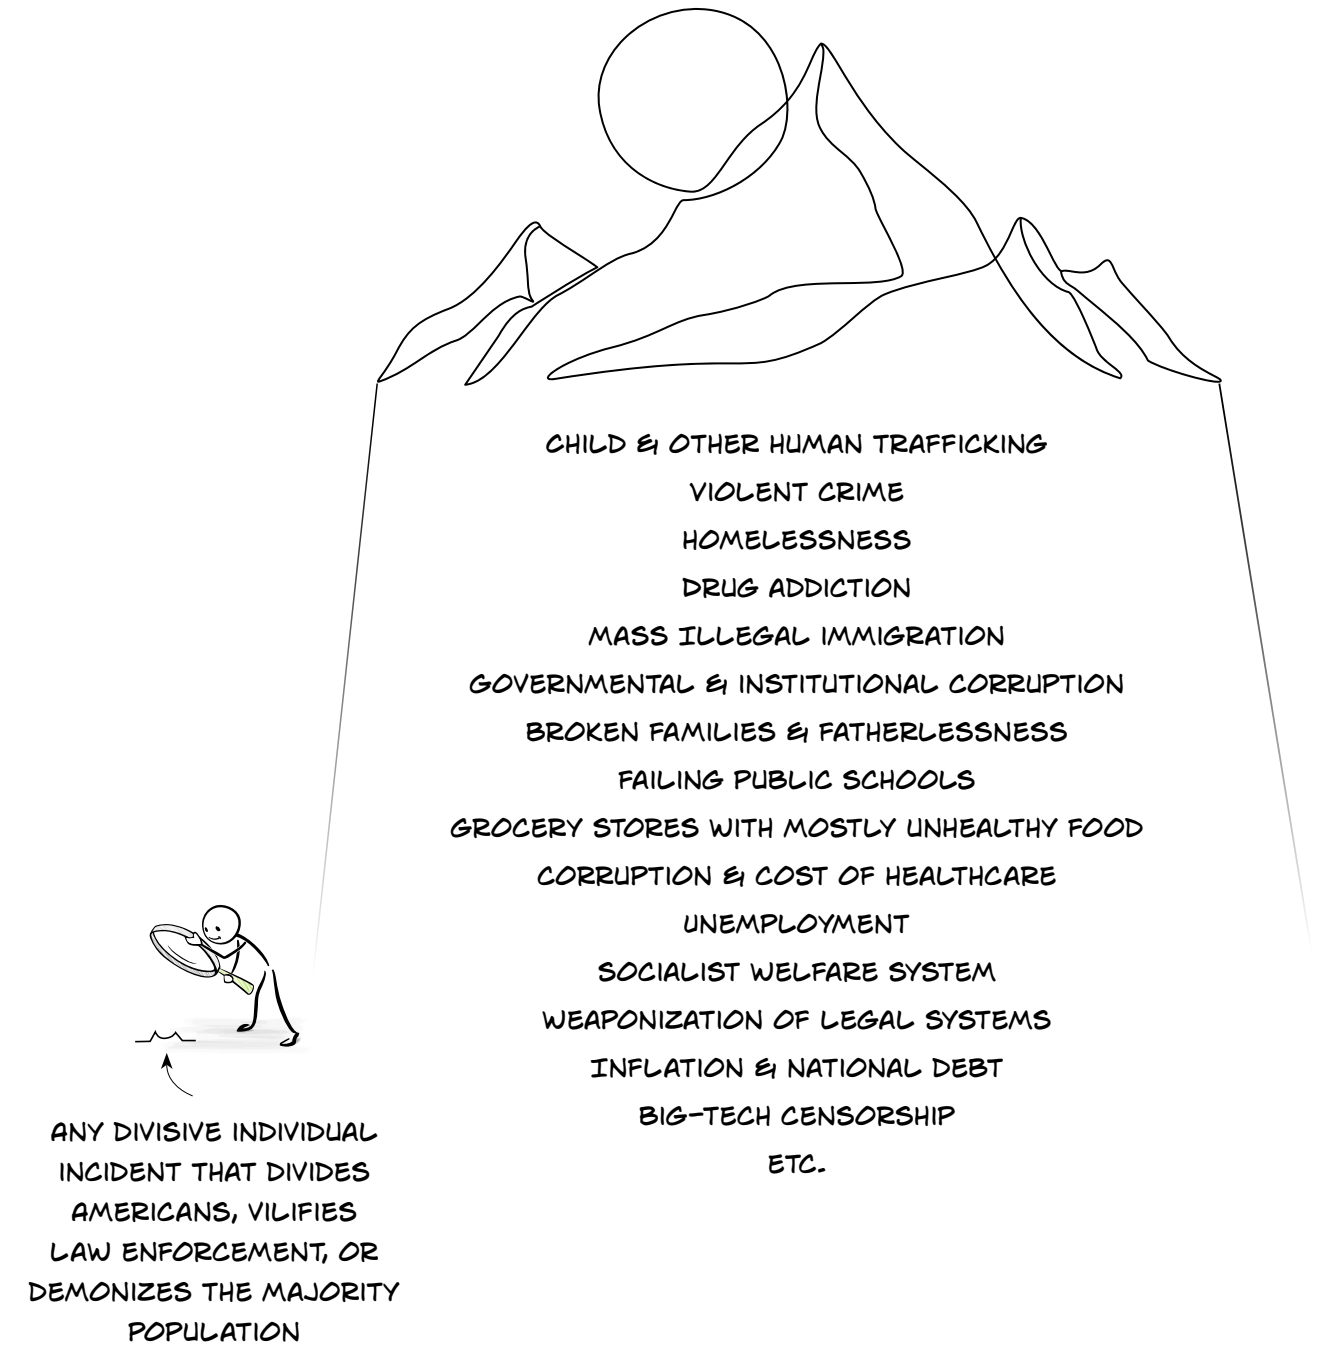 CHILD & OTHER HUMAN TRAFFICKING
VIOLENT CRIME
HOMELESSNESS
DRUG ADDICTION
MASS ILLEGAL IMMIGRATION
GOVERNMENTAL & INSTITUTIONAL CORRUPTION
BROKEN FAMILIES & FATHERLESSNESS
FAILING PUBLIC SCHOOLS
GROCERY STORES WITH MOSTLY UNHEALTHY FOOD
CORRUPTION & COST OF HEALTHCARE
UNEMPLOYMENT
SOCIALIST WELFARE SYSTEM
WEAPONIZATION OF LEGAL SYSTEMS
INFLATION & NATIONAL DEBT
BIG-TECH CENSORSHIP
ETC.
ANY DIVISIVE INDIVIDUAL
INCIDENT THAT DIVIDES
AMERICANS, VILIFIES
LAW ENFORCEMENT, OR
DEMONIZES THE MAJORITY
POPULATION